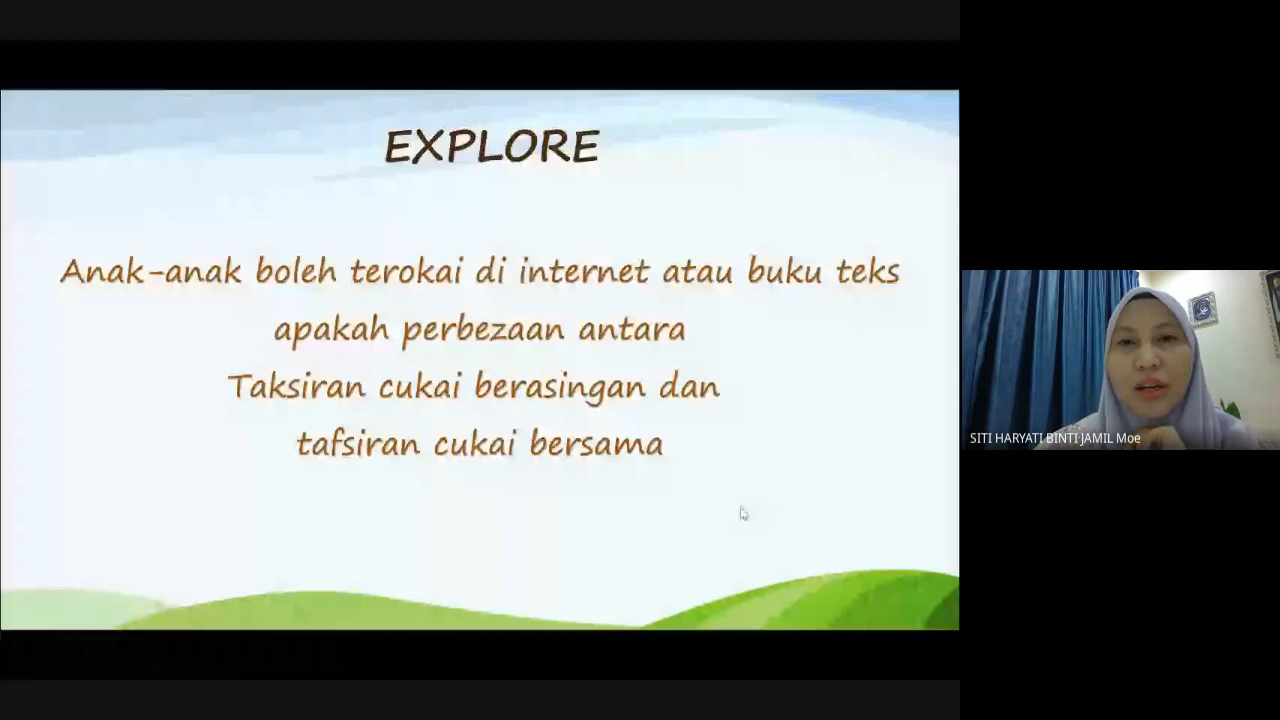 EXPLORE
Anak-anak boleh terokai di internet atau buku teks
apakah perbezaan antara
Taksiran cukai berasingan dan
tafsiran cukai bersama
SITI HARYATI BINTI JAMIL Moe